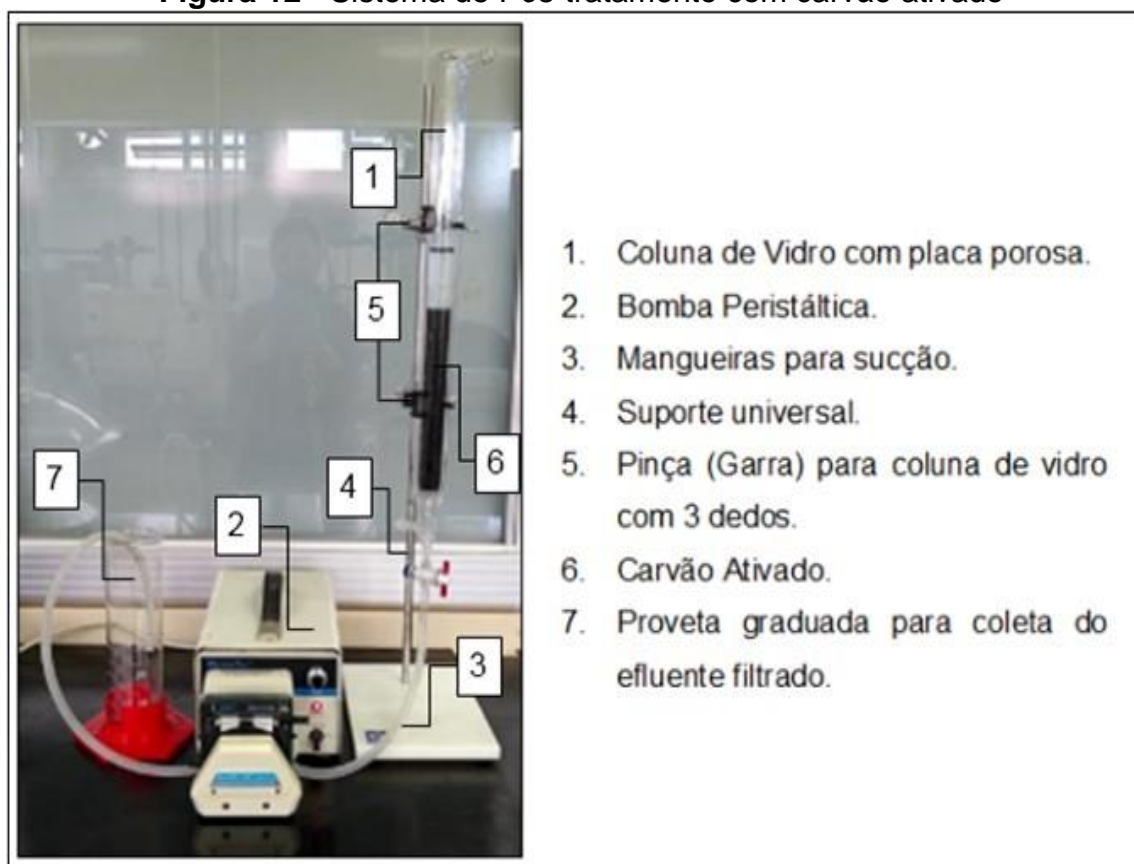 Figura 12 - Sistema de Pós-tratamento com carvão ativado
1
5
6
7
4
2
3
1. Coluna de Vidro com placa porosa.
2. Bomba Peristáltica.
3. Mangueiras para sucção.
4. Suporte universal.
5. Pinça (Garra) para coluna de vidro
com 3 dedos.
6. Carvão Ativado.
7. Proveta graduada para coleta do
efluente filtrado.